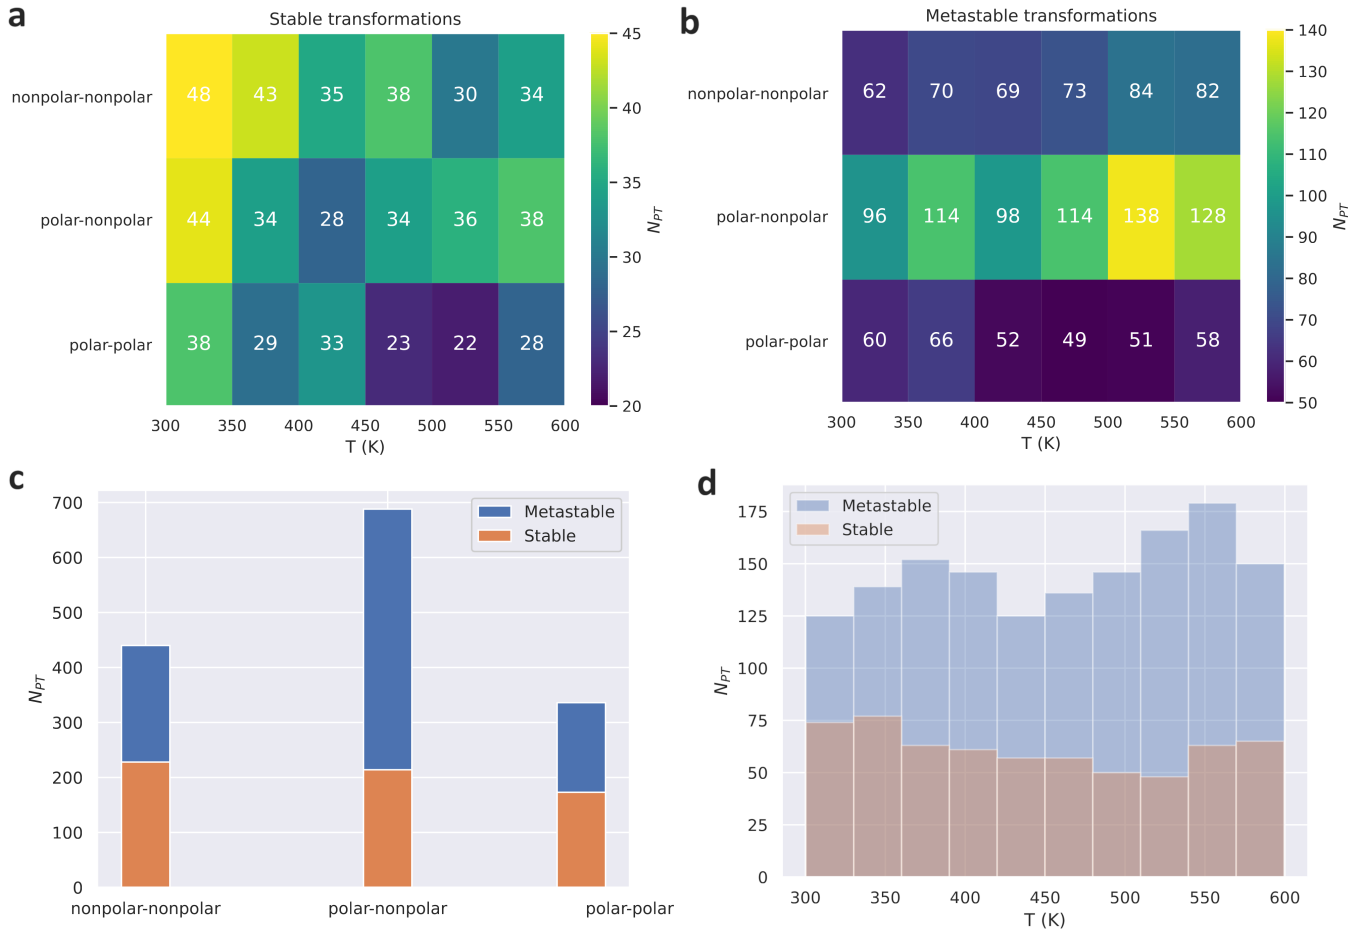 a
Stable transformations
nonpolar-nonpolar
polar-nonpolar
polar-polar
48 43 35 38 30 34
44 34 28 34 36 38
38 29 33 23 22 28
300 350 400 450 500 550 600
T (K)
45
40
35
30
25
20
N_PT
b
Metastable transformations
nonpolar-nonpolar
polar-nonpolar
polar-polar
62 70 69 73 84 82
96 114 98 114 138 128
60 66 52 49 51 58
300 350 400 450 500 550 600
T (K)
140
130
120
110
100
90
80
70
60
50
N_PT
c
700
600
500
400
300
200
100
0
N_PT
Metastable
Stable
nonpolar-nonpolar polar-nonpolar polar-polar
d
175
150
125
100
75
50
25
0
N_PT
Metastable
Stable
300 350 400 450 500 550 600
T (K)